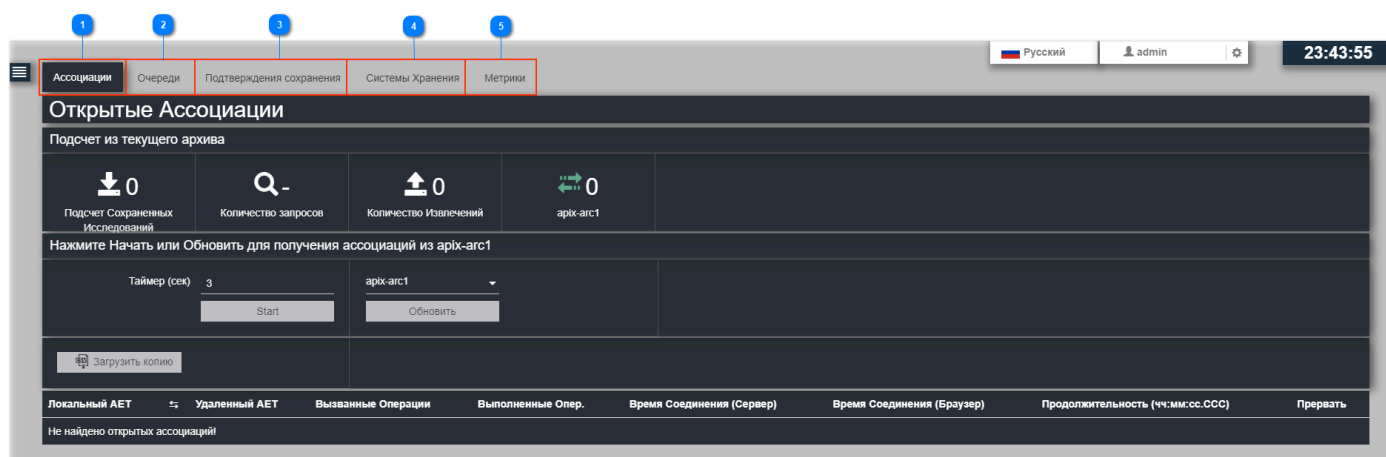 1 2 3 4 5
Русский admin 23:43:55
Ассоциации Очереди Подтверждения сохранения Системы Хранения Метрики
Открытые Ассоциации
Подсчет из текущего архива
0 - 0 0
Подсчет Сохраненных Количество запросов Количество Извлечений apix-arc1
Исследований
Нажмите Начать или Обновить для получения ассоциаций из apix-arc1
Таймер (сек) 3 apix-arc1
Start Обновить
Загрузить копию
Локальный AET Удаленный AET Вызванные Операции Выполненные Опер. Время Соединения (Сервер) Время Соединения (Браузер) Продолжительность (чч:мм:сс.ССС) Прервать
Не найдено открытых ассоциаций!